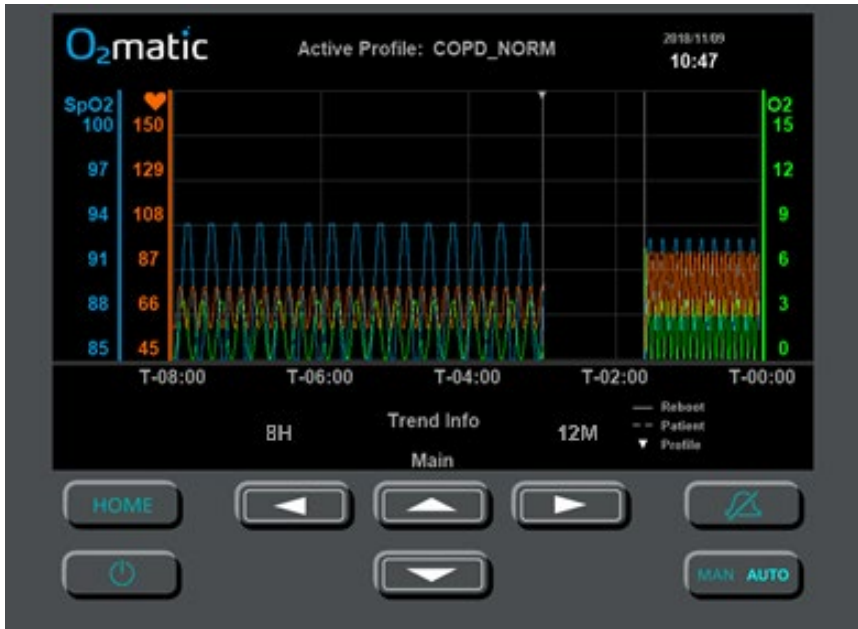 O2matic
Active Profile: COPD_NORM
2018/11/09
10:47
SpO2
O2
100 150 15
97 129 12
94 108 9
91 87 6
88 66 3
85 45 0
T-08:00 T-06:00 T-04:00 T-02:00 T-00:00
8H Trend Info 12M
Main
Reboot
Patient
Profile
HOME
MAN AUTO